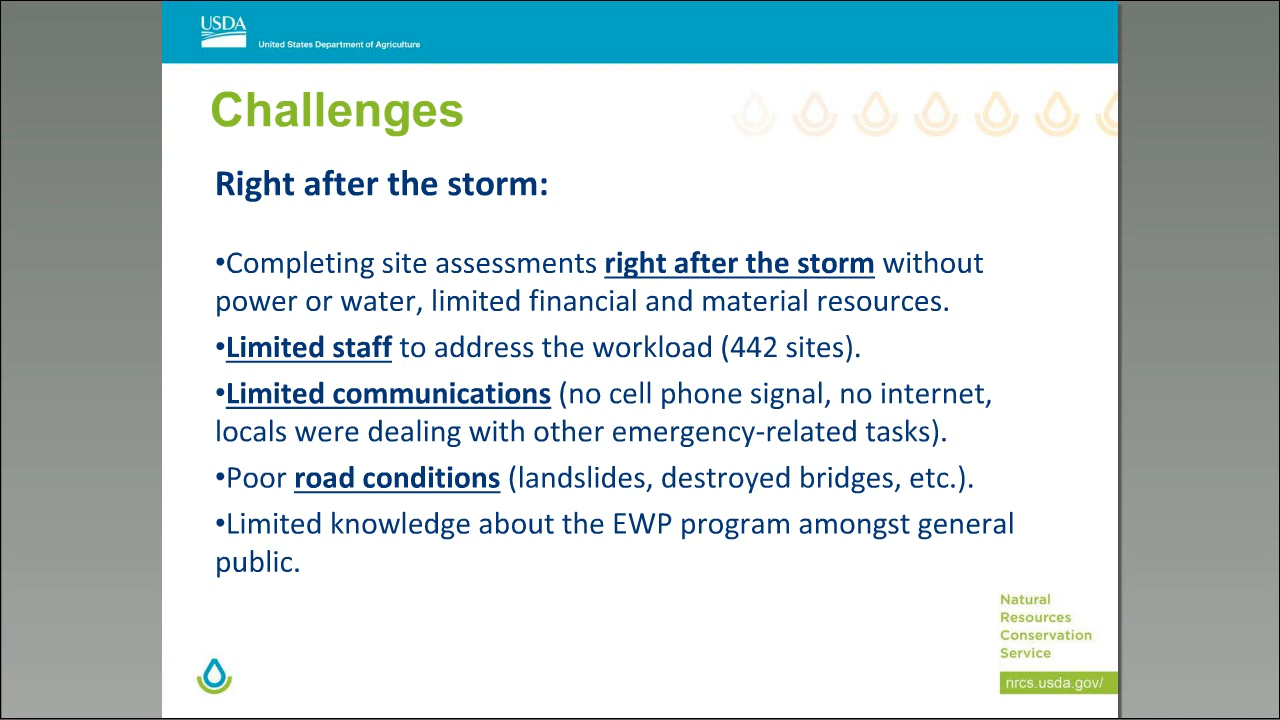 USDA
United States Department of Agriculture
Challenges
Right after the storm:
•Completing site assessments right after the storm without
power or water, limited financial and material resources.
•Limited staff to address the workload (442 sites).
•Limited communications (no cell phone signal, no internet,
locals were dealing with other emergency-related tasks).
•Poor road conditions (landslides, destroyed bridges, etc.).
•Limited knowledge about the EWP program amongst general
public.
Natural
Resources
Conservation
Service
nrcs.usda.gov/